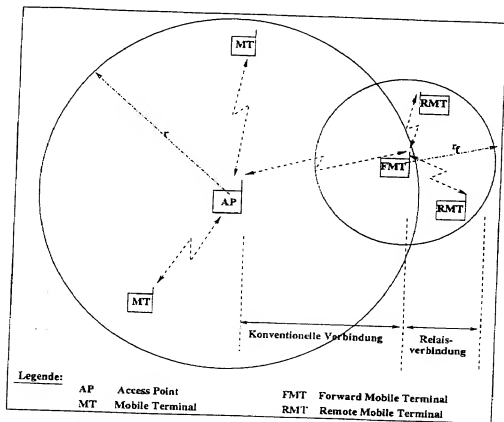 MT
RMT
r
r_f
FMT
AP
RMT
MT
Konventionelle Verbindung
Relais-
verbindung
Legende:
AP Access Point
FMT Forward Mobile Terminal
MT Mobile Terminal
RMT Remote Mobile Terminal